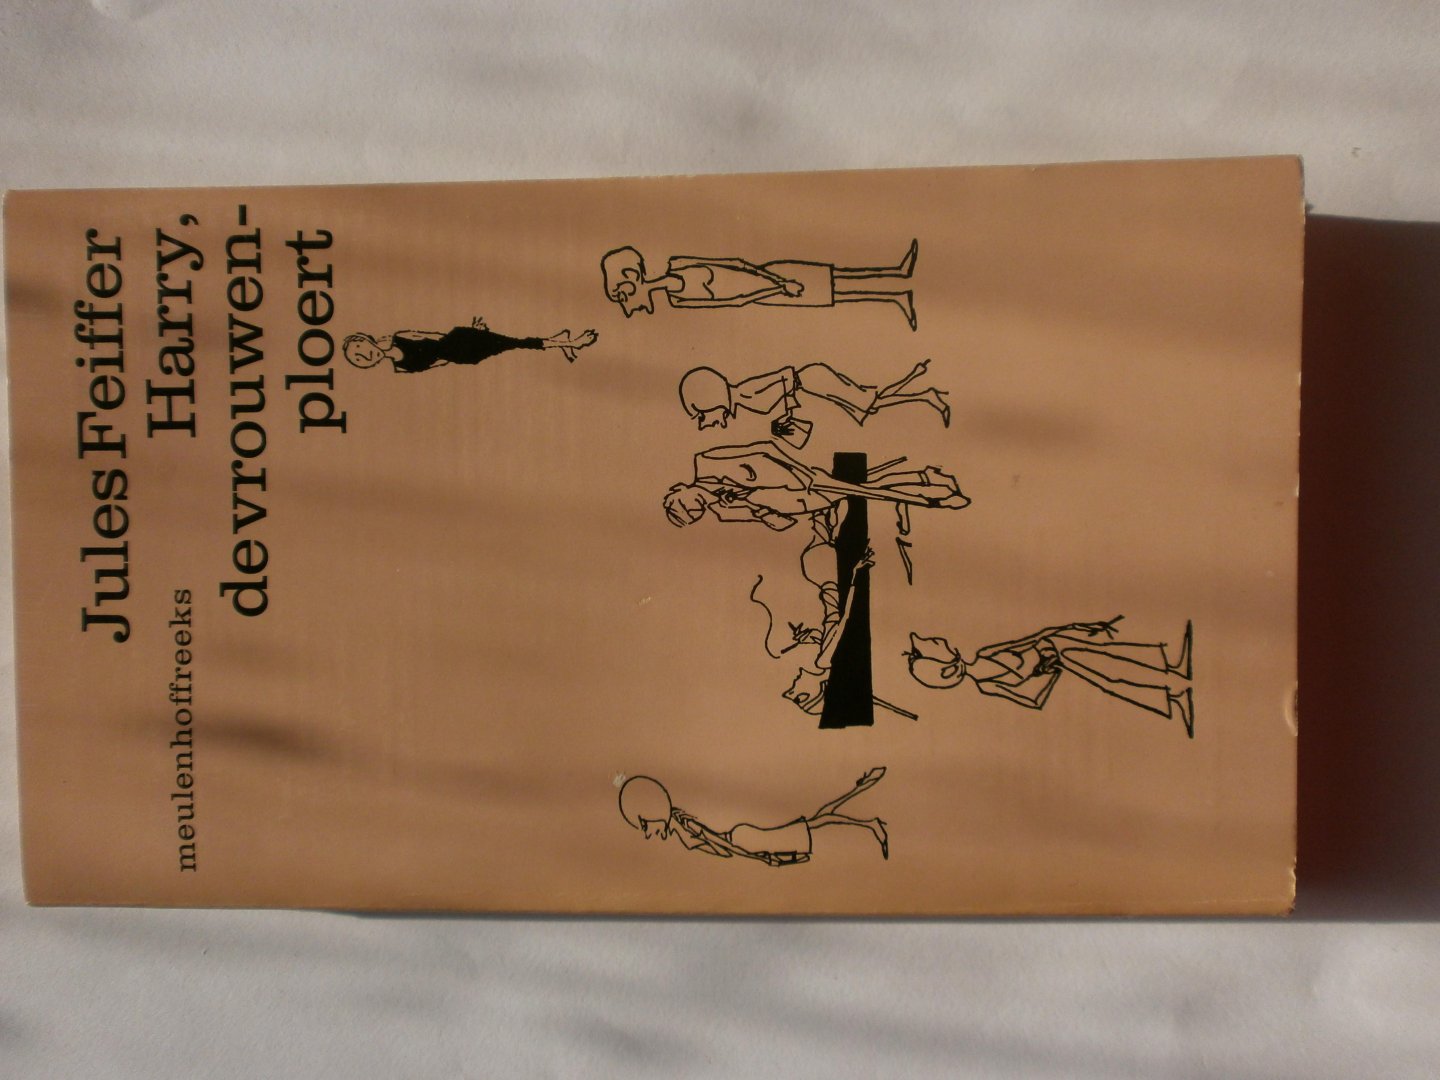 Jules Feiffer
Harry,
de vrouwen-
ploert
meulenhoffreeks